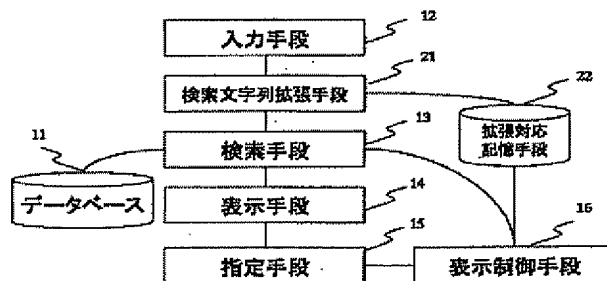 12
入力手段
21
検索文字列拡張手段
22
拡張対応
記憶手段
13
検索手段
11
データベース
14
表示手段
15
指定手段
16
表示制御手段